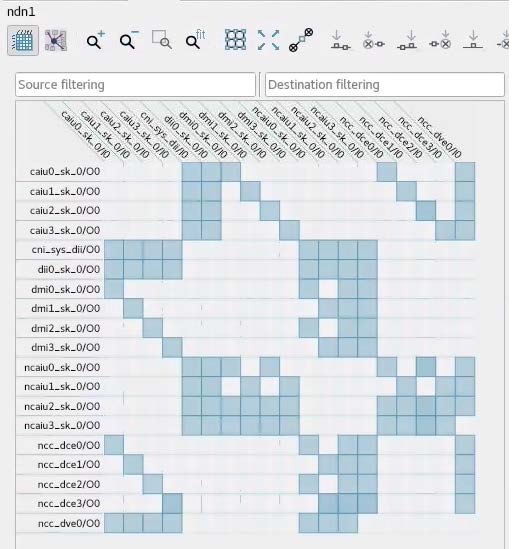 ndn1
fit
Source filtering
Destination filtering
caiu0_sk_0/I0
caiu1_sk_0/I0
caiu2_sk_0/I0
caiu3_sk_0/I0
cni_sys_dii/I0
dii0_sk_0/I0
dmi0_sk_0/I0
dmi1_sk_0/I0
dmi2_sk_0/I0
dmi3_sk_0/I0
ncaiu0_sk_0/I0
ncaiu1_sk_0/I0
ncaiu2_sk_0/I0
ncaiu3_sk_0/I0
ncc_dce0/I0
ncc_dce1/I0
ncc_dce2/I0
ncc_dce3/I0
ncc_dve0/I0
caiu0_sk_0/O0
caiu1_sk_0/O0
caiu2_sk_0/O0
caiu3_sk_0/O0
cni_sys_dii/O0
dii0_sk_0/O0
dmi0_sk_0/O0
dmi1_sk_0/O0
dmi2_sk_0/O0
dmi3_sk_0/O0
ncaiu0_sk_0/O0
ncaiu1_sk_0/O0
ncaiu2_sk_0/O0
ncaiu3_sk_0/O0
ncc_dce0/O0
ncc_dce1/O0
ncc_dce2/O0
ncc_dce3/O0
ncc_dve0/O0